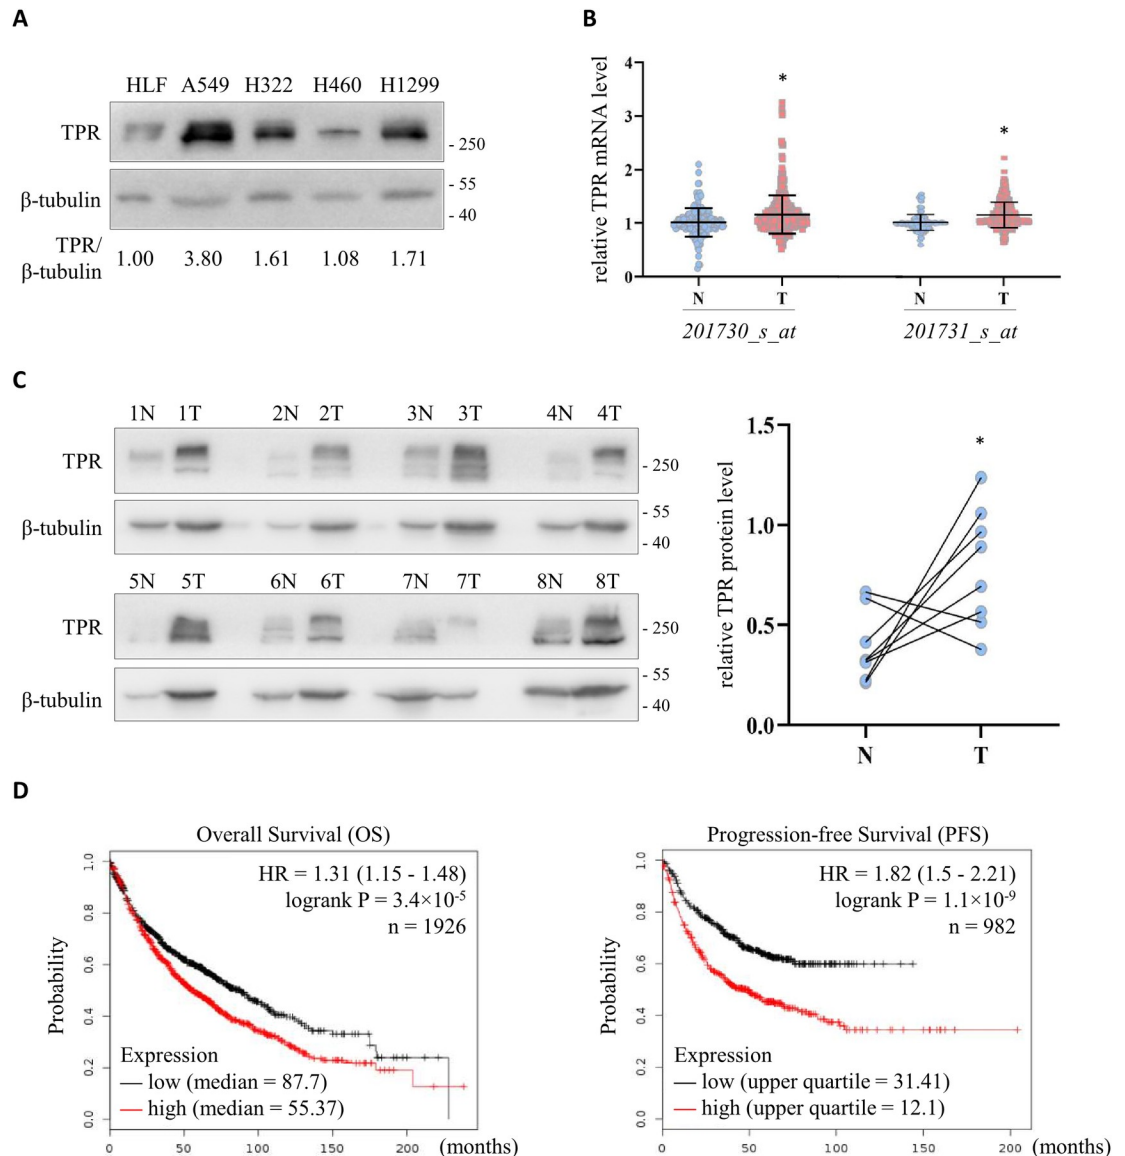 A
HLF A549 H322 H460 H1299
TPR
- 250
β-tubulin
- 55
- 40
TPR/
β-tubulin
1.00 3.80 1.61 1.08 1.71
B
relative TPR mRNA level
4
3
2
1
0
*
*
N T N T
201730_s_at 201731_s_at
C
1N 1T 2N 2T 3N 3T 4N 4T
TPR
- 250
β-tubulin
- 55
- 40
5N 5T 6N 6T 7N 7T 8N 8T
TPR
- 250
β-tubulin
- 55
- 40
relative TPR protein level
1.5
1.0
0.5
0.0
*
N T
D
Overall Survival (OS)
HR = 1.31 (1.15 - 1.48)
logrank P = 3.4×10⁻⁵
n = 1926
Probability
1.0
0.8
0.6
0.4
0.2
0.0
Expression
low (median = 87.7)
high (median = 55.37)
0 50 100 150 200 (months)
Progression-free Survival (PFS)
HR = 1.82 (1.5 - 2.21)
logrank P = 1.1×10⁻⁹
n = 982
Probability
1.0
0.8
0.6
0.4
0.2
0.0
Expression
low (upper quartile = 31.41)
high (upper quartile = 12.1)
0 50 100 150 200 (months)